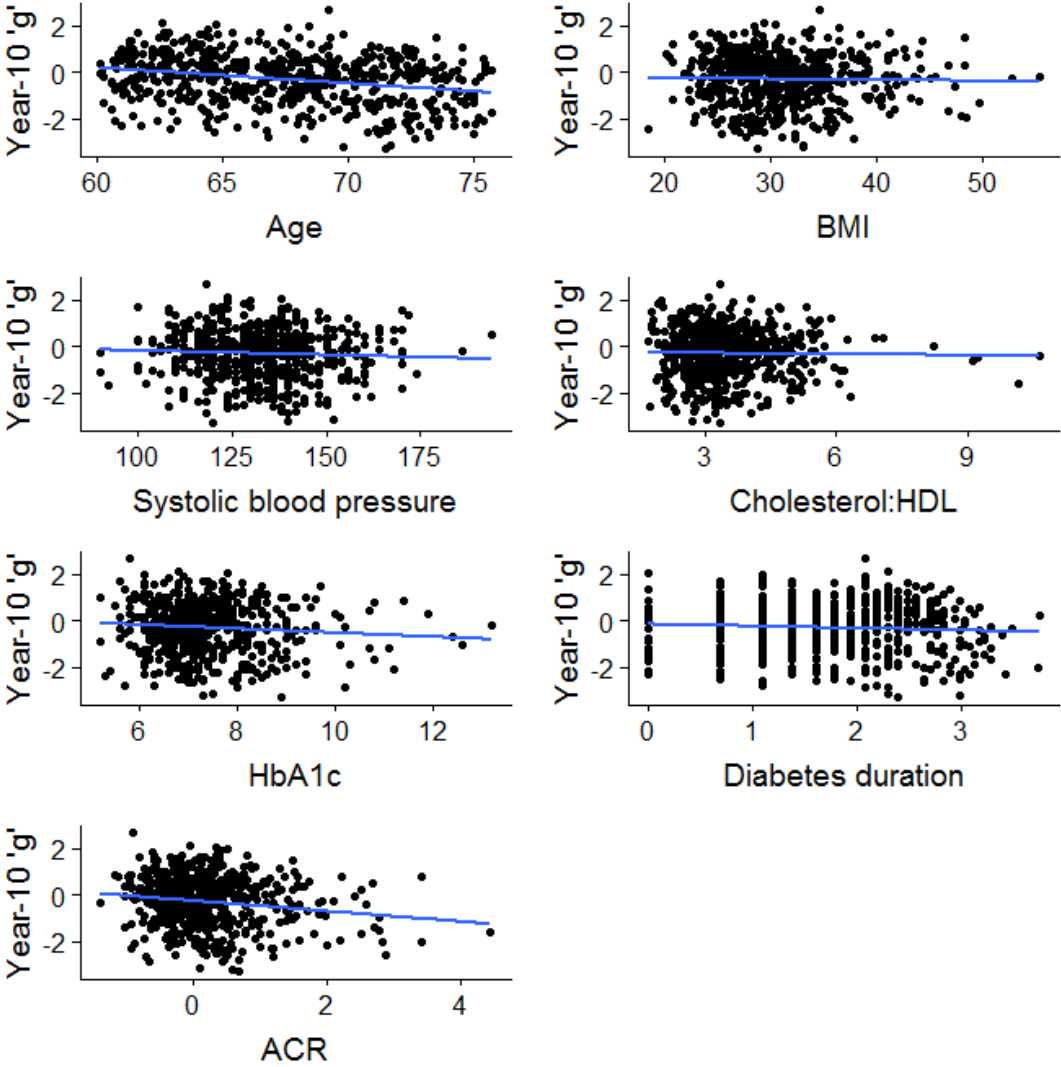 Year-10 'g'
2
0
-2
60 65 70 75
Age
Year-10 'g'
2
0
-2
20 30 40 50
BMI
Year-10 'g'
2
0
-2
100 125 150 175
Systolic blood pressure
Year-10 'g'
2
0
-2
3 6 9
Cholesterol:HDL
Year-10 'g'
2
0
-2
6 8 10 12
HbA1c
Year-10 'g'
2
0
-2
0 1 2 3
Diabetes duration
Year-10 'g'
2
0
-2
0 2 4
ACR